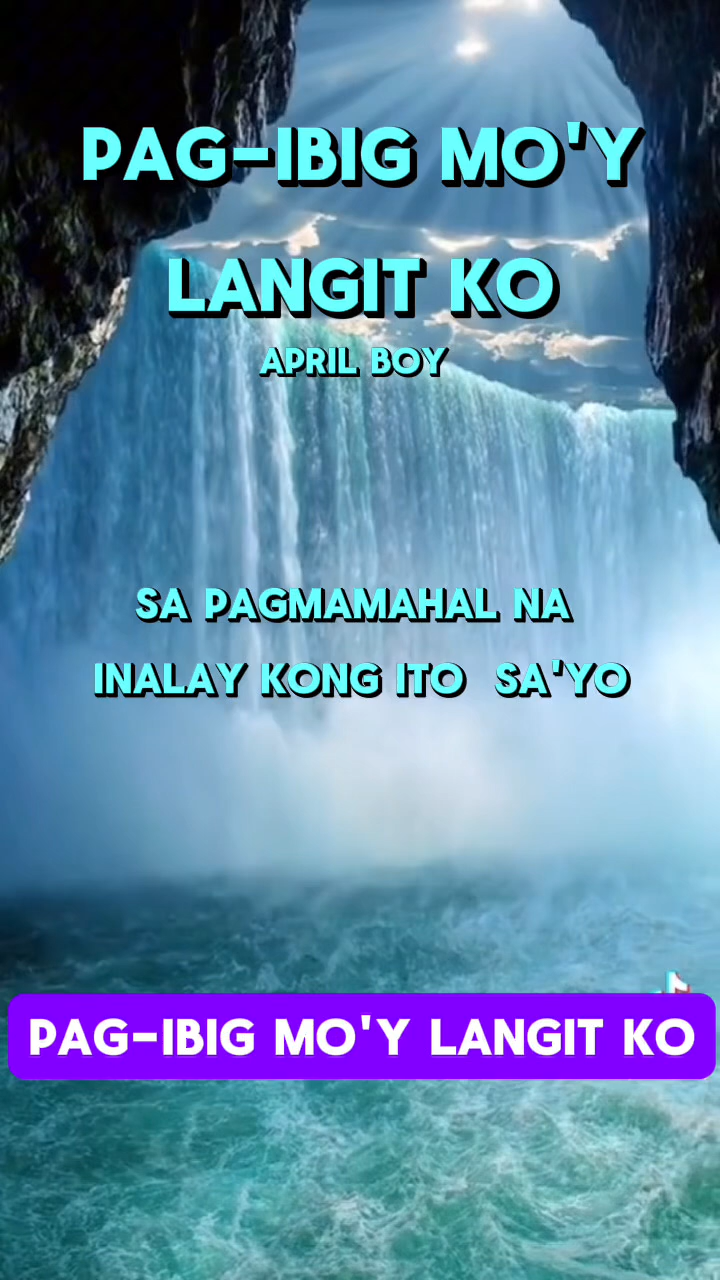 PAG-IBIG MO'Y
LANGIT KO
APRIL BOY
SA PAGMAMAHAL NA
INALAY KONG ITO SA'YO
PAG-IBIG MO'Y LANGIT KO